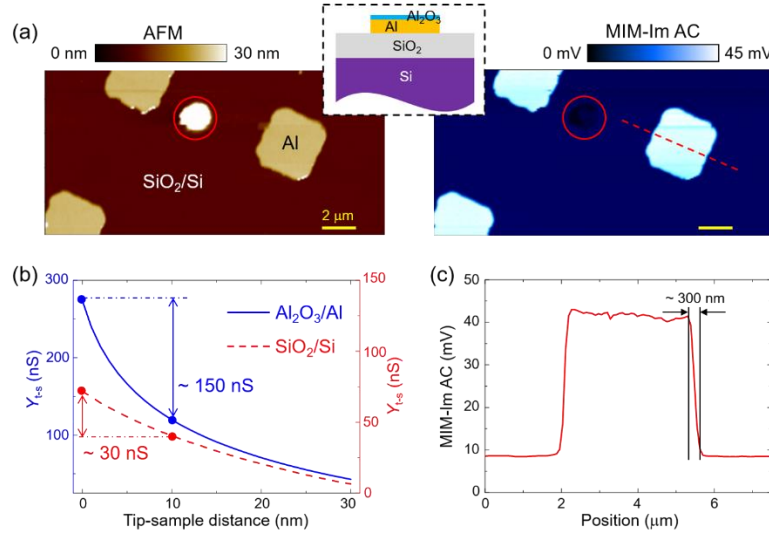 (a)
AFM
0 nm 30 nm
Al
SiO₂/Si
2 μm
Al₂O₃
Al
SiO₂
Si
MIM-Im AC
0 mV 45 mV
(b)
Y_t-s (nS)
300
200
100
0
Al₂O₃/Al
SiO₂/Si
~ 150 nS
~ 30 nS
150
100
50
0
Y_t-s (nS)
0 10 20 30
Tip-sample distance (nm)
(c)
MIM-Im AC (mV)
50
40
30
20
10
0
~ 300 nm
0 2 4 6
Position (μm)